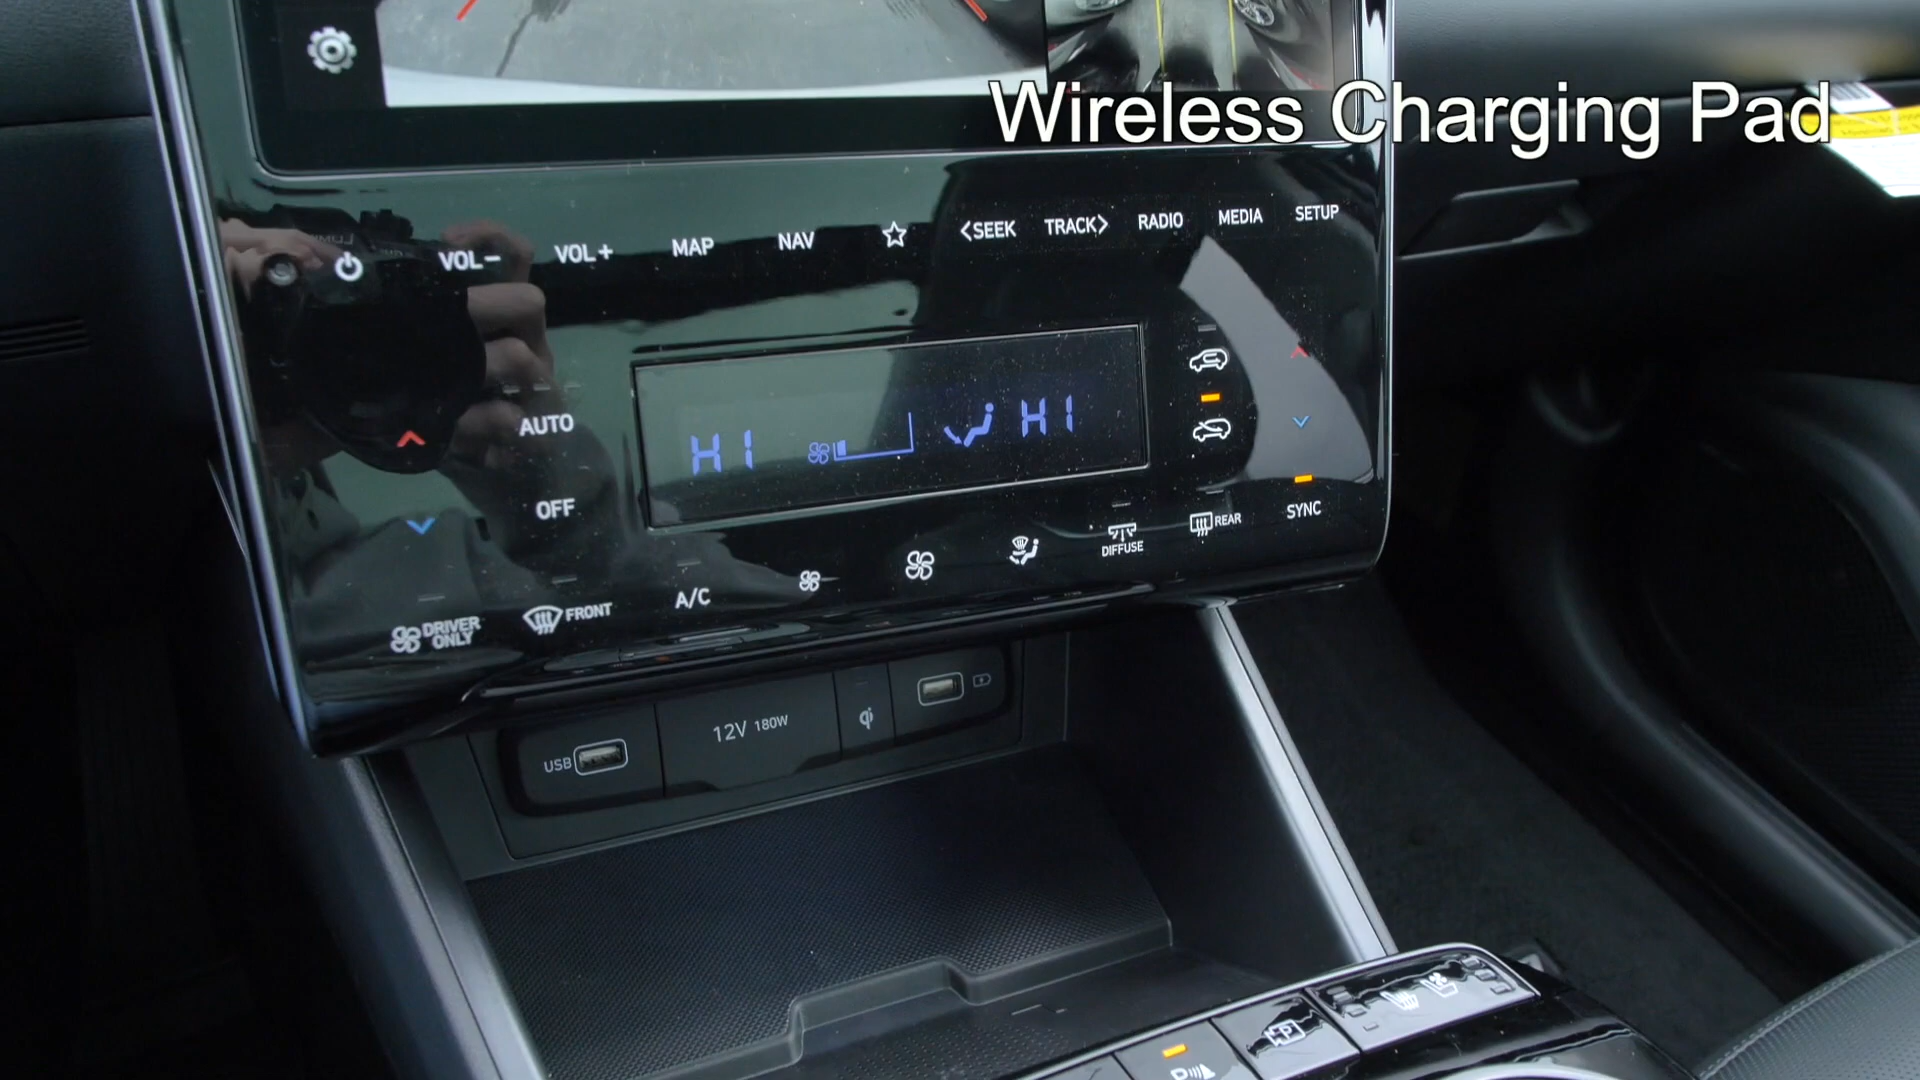 Wireless Charging Pad
VOL− VOL+ MAP NAV <SEEK TRACK> RADIO MEDIA SETUP
AUTO
HI HI
OFF
SYNC
DIFFUSE
REAR
A/C
FRONT
DRIVER
ONLY
USB
12V 180W
qi
P
P